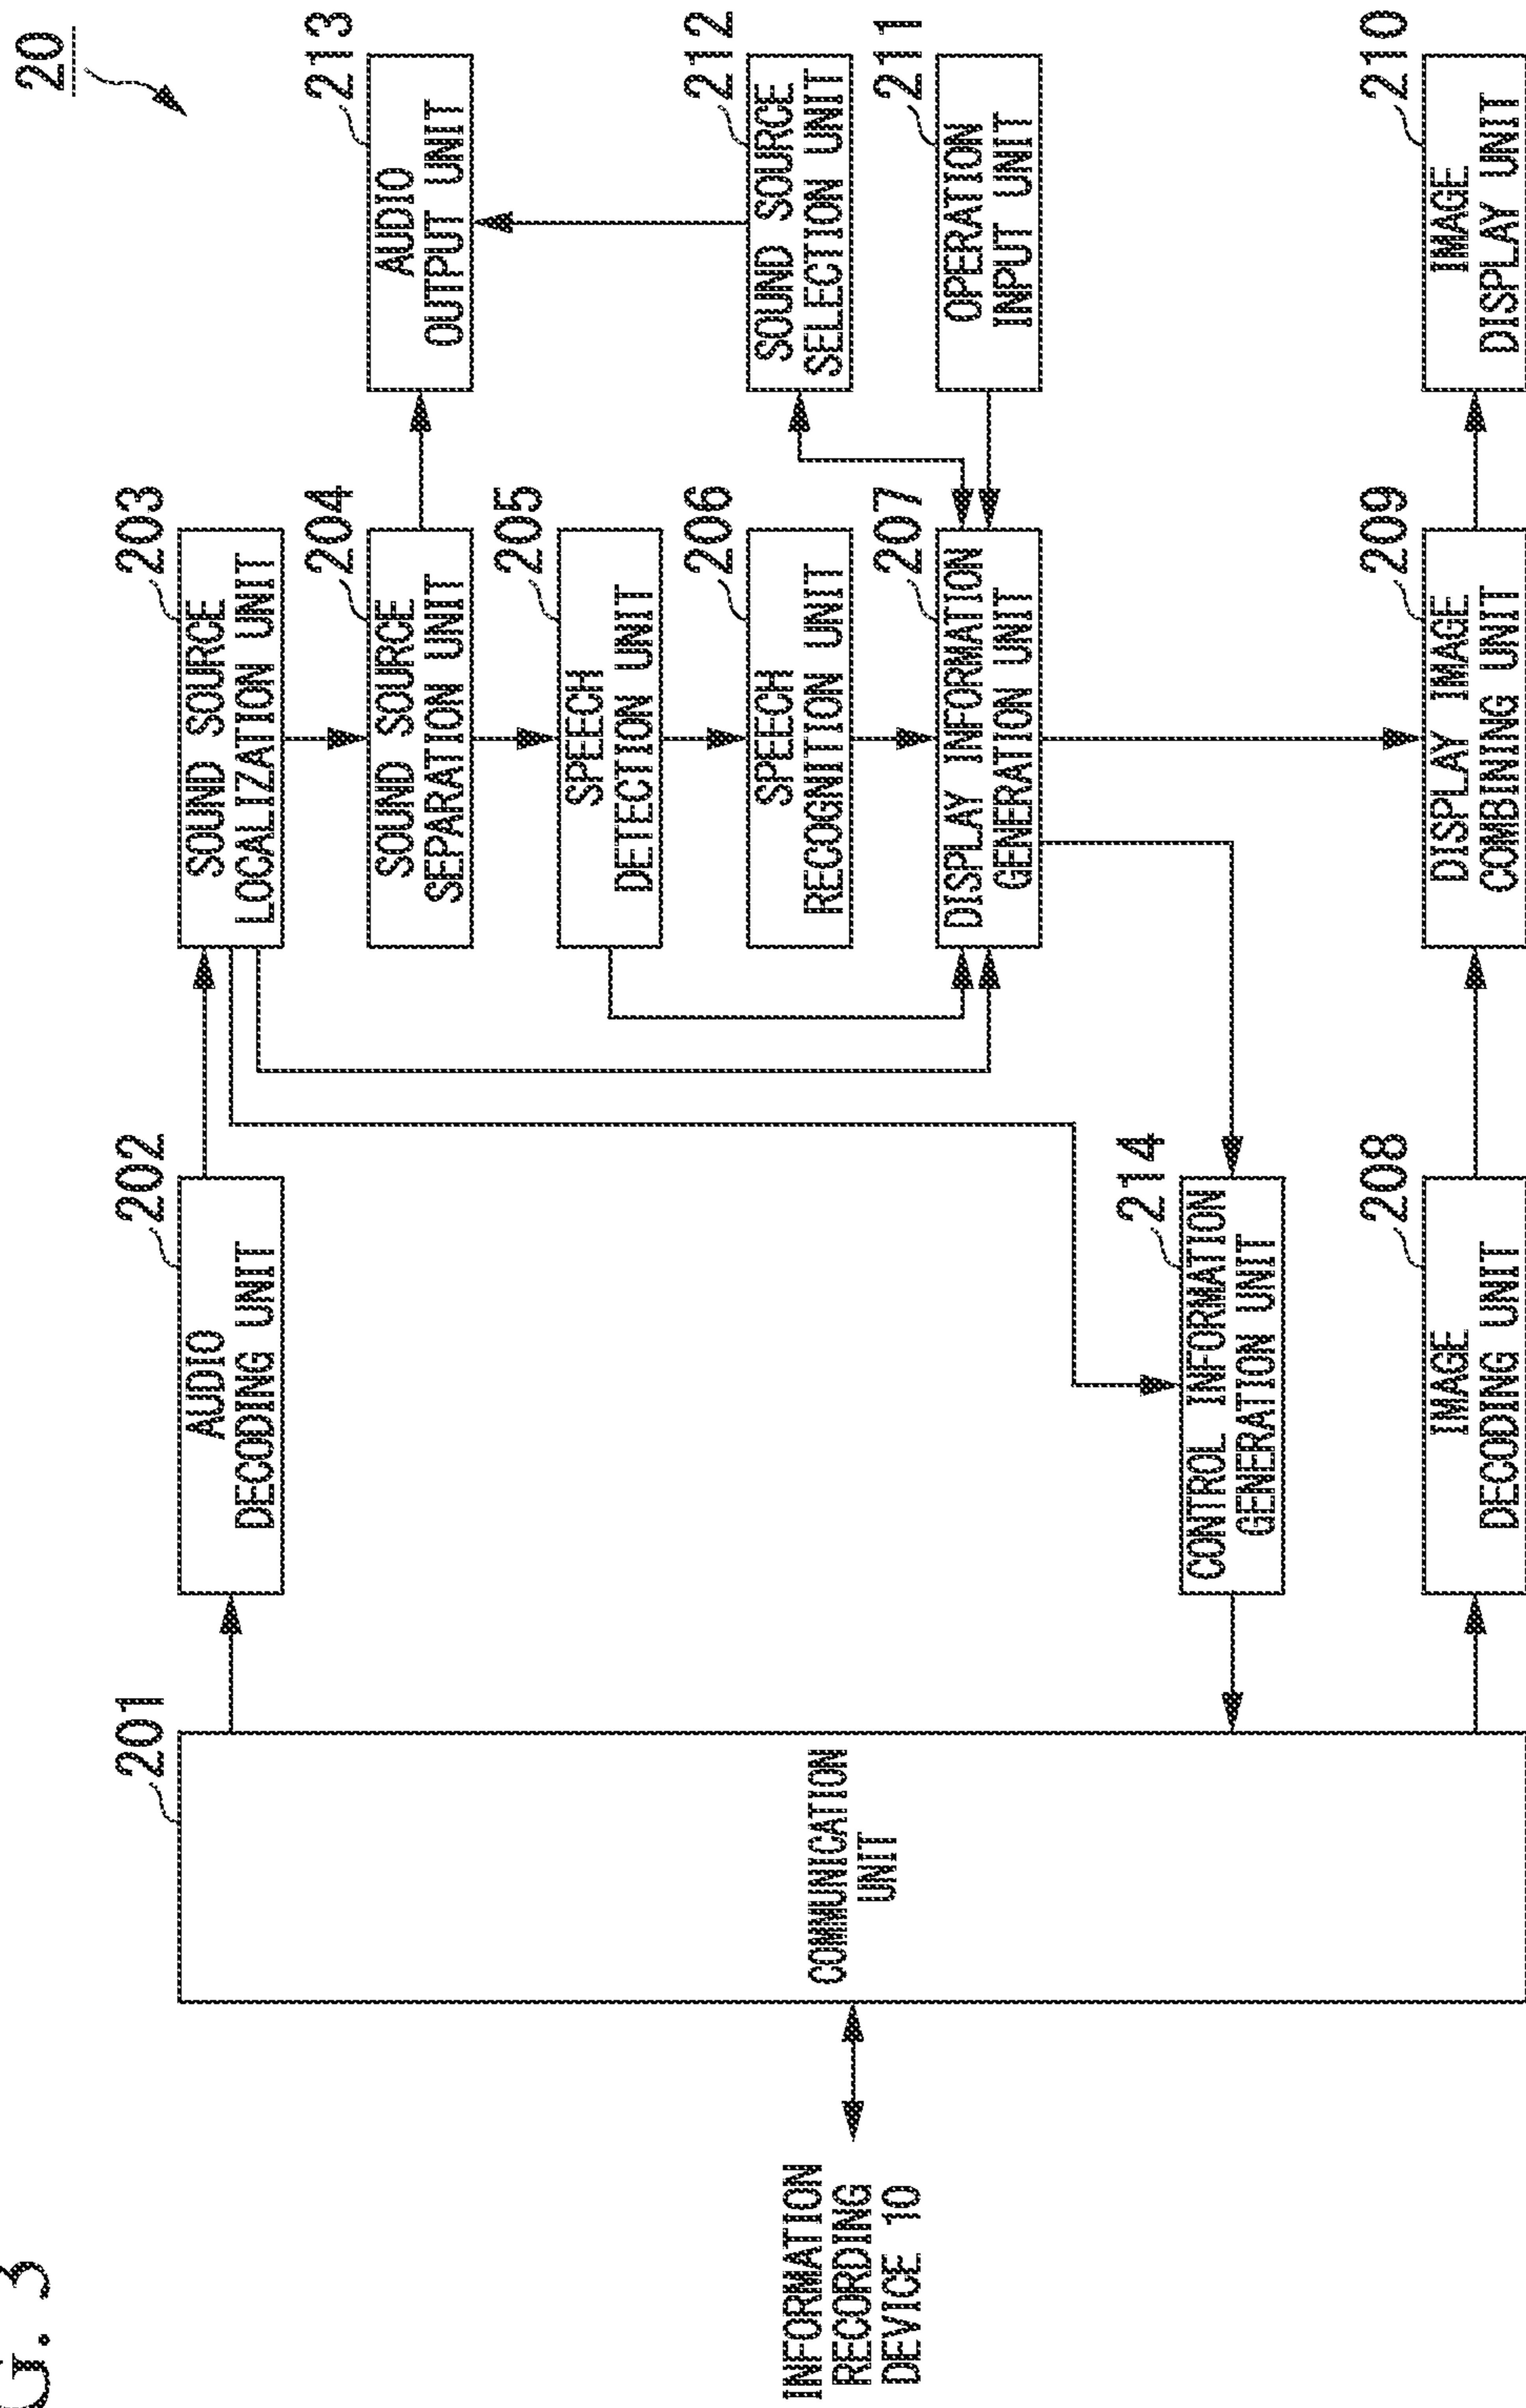 G. 3
20
INFORMATION
RECORDING
DEVICE 10
201
COMMUNICATION
UNIT
202
AUDIO
DECODING UNIT
203
SOUND SOURCE
LOCALIZATION UNIT
204
SOUND SOURCE
SEPARATION UNIT
213
AUDIO
OUTPUT UNIT
205
SPEECH
DETECTION UNIT
206
SPEECH
RECOGNITION UNIT
212
SOUND SOURCE
SELECTION UNIT
207
DISPLAY INFORMATION
GENERATION UNIT
211
OPERATION
INPUT UNIT
214
CONTROL INFORMATION
GENERATION UNIT
208
IMAGE
DECODING UNIT
209
DISPLAY IMAGE
COMBINING UNIT
210
IMAGE
DISPLAY UNIT